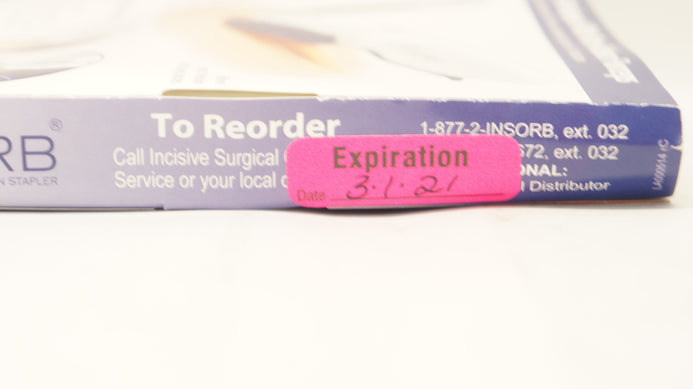 RB®
N STAPLER
To Reorder
Call Incisive Surgical
Service or your local
1-877-2-INSORB, ext. 032
572, ext. 032
ONAL:
Distributor
Expiration
Date 3.1.21